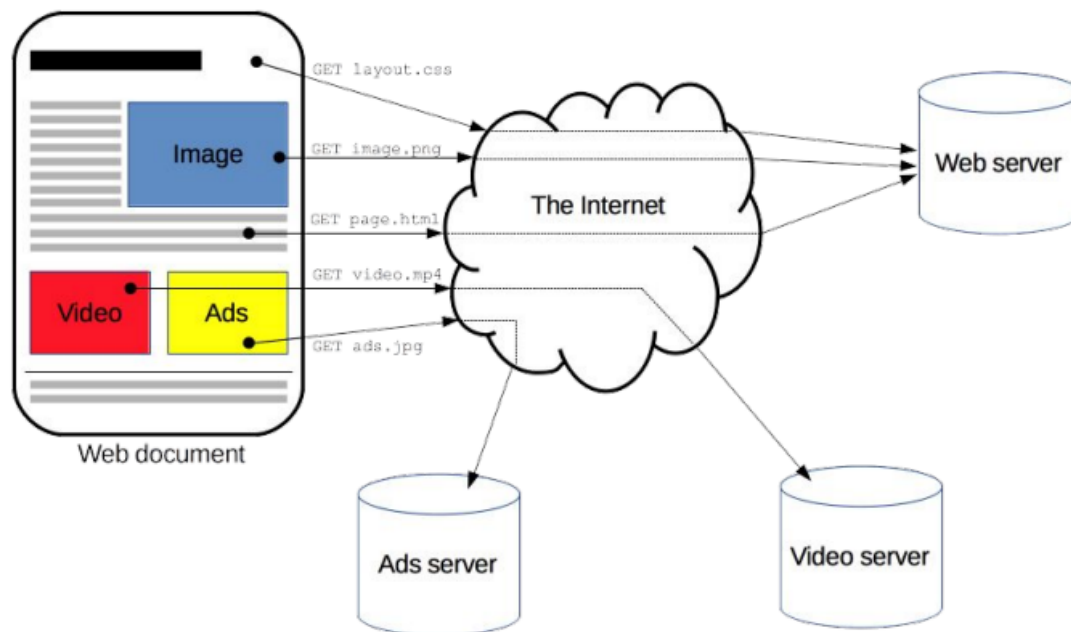 GET layout.css
Image
GET image.png
Web server
The Internet
GET page.html
GET video.mp4
Video
Ads
GET ads.jpg
Web document
Ads server
Video server